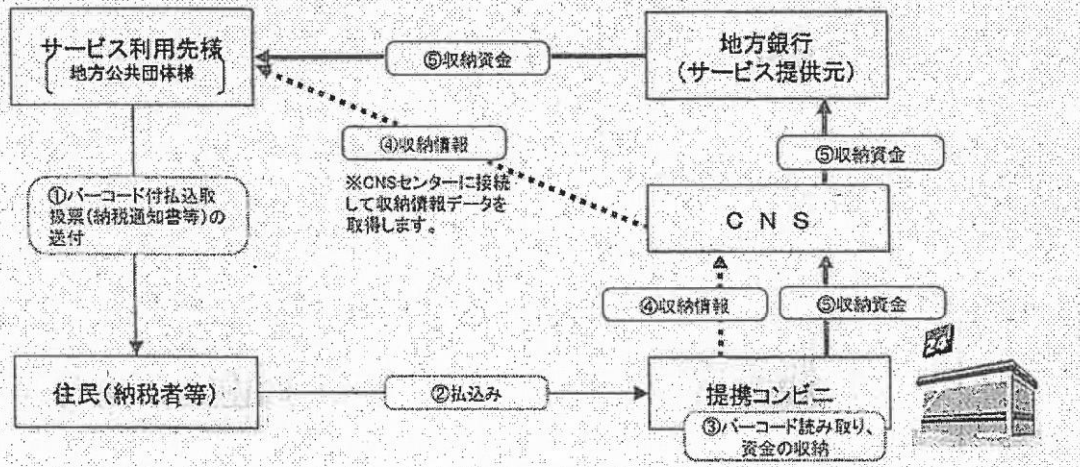 サービス利用先様
地方公共団体様
⑤収納資金
地方銀行
(サービス提供元)
④収納情報
※CNSセンターに接続
して収納情報データを
取得します。
⑤収納資金
①バーコード付払込取
扱票(納税通知書等)の
送付
CNS
④収納情報
⑤収納資金
住民(納税者等)
②払込み
提携コンビニ
③バーコード読み取り、
資金の収納
24